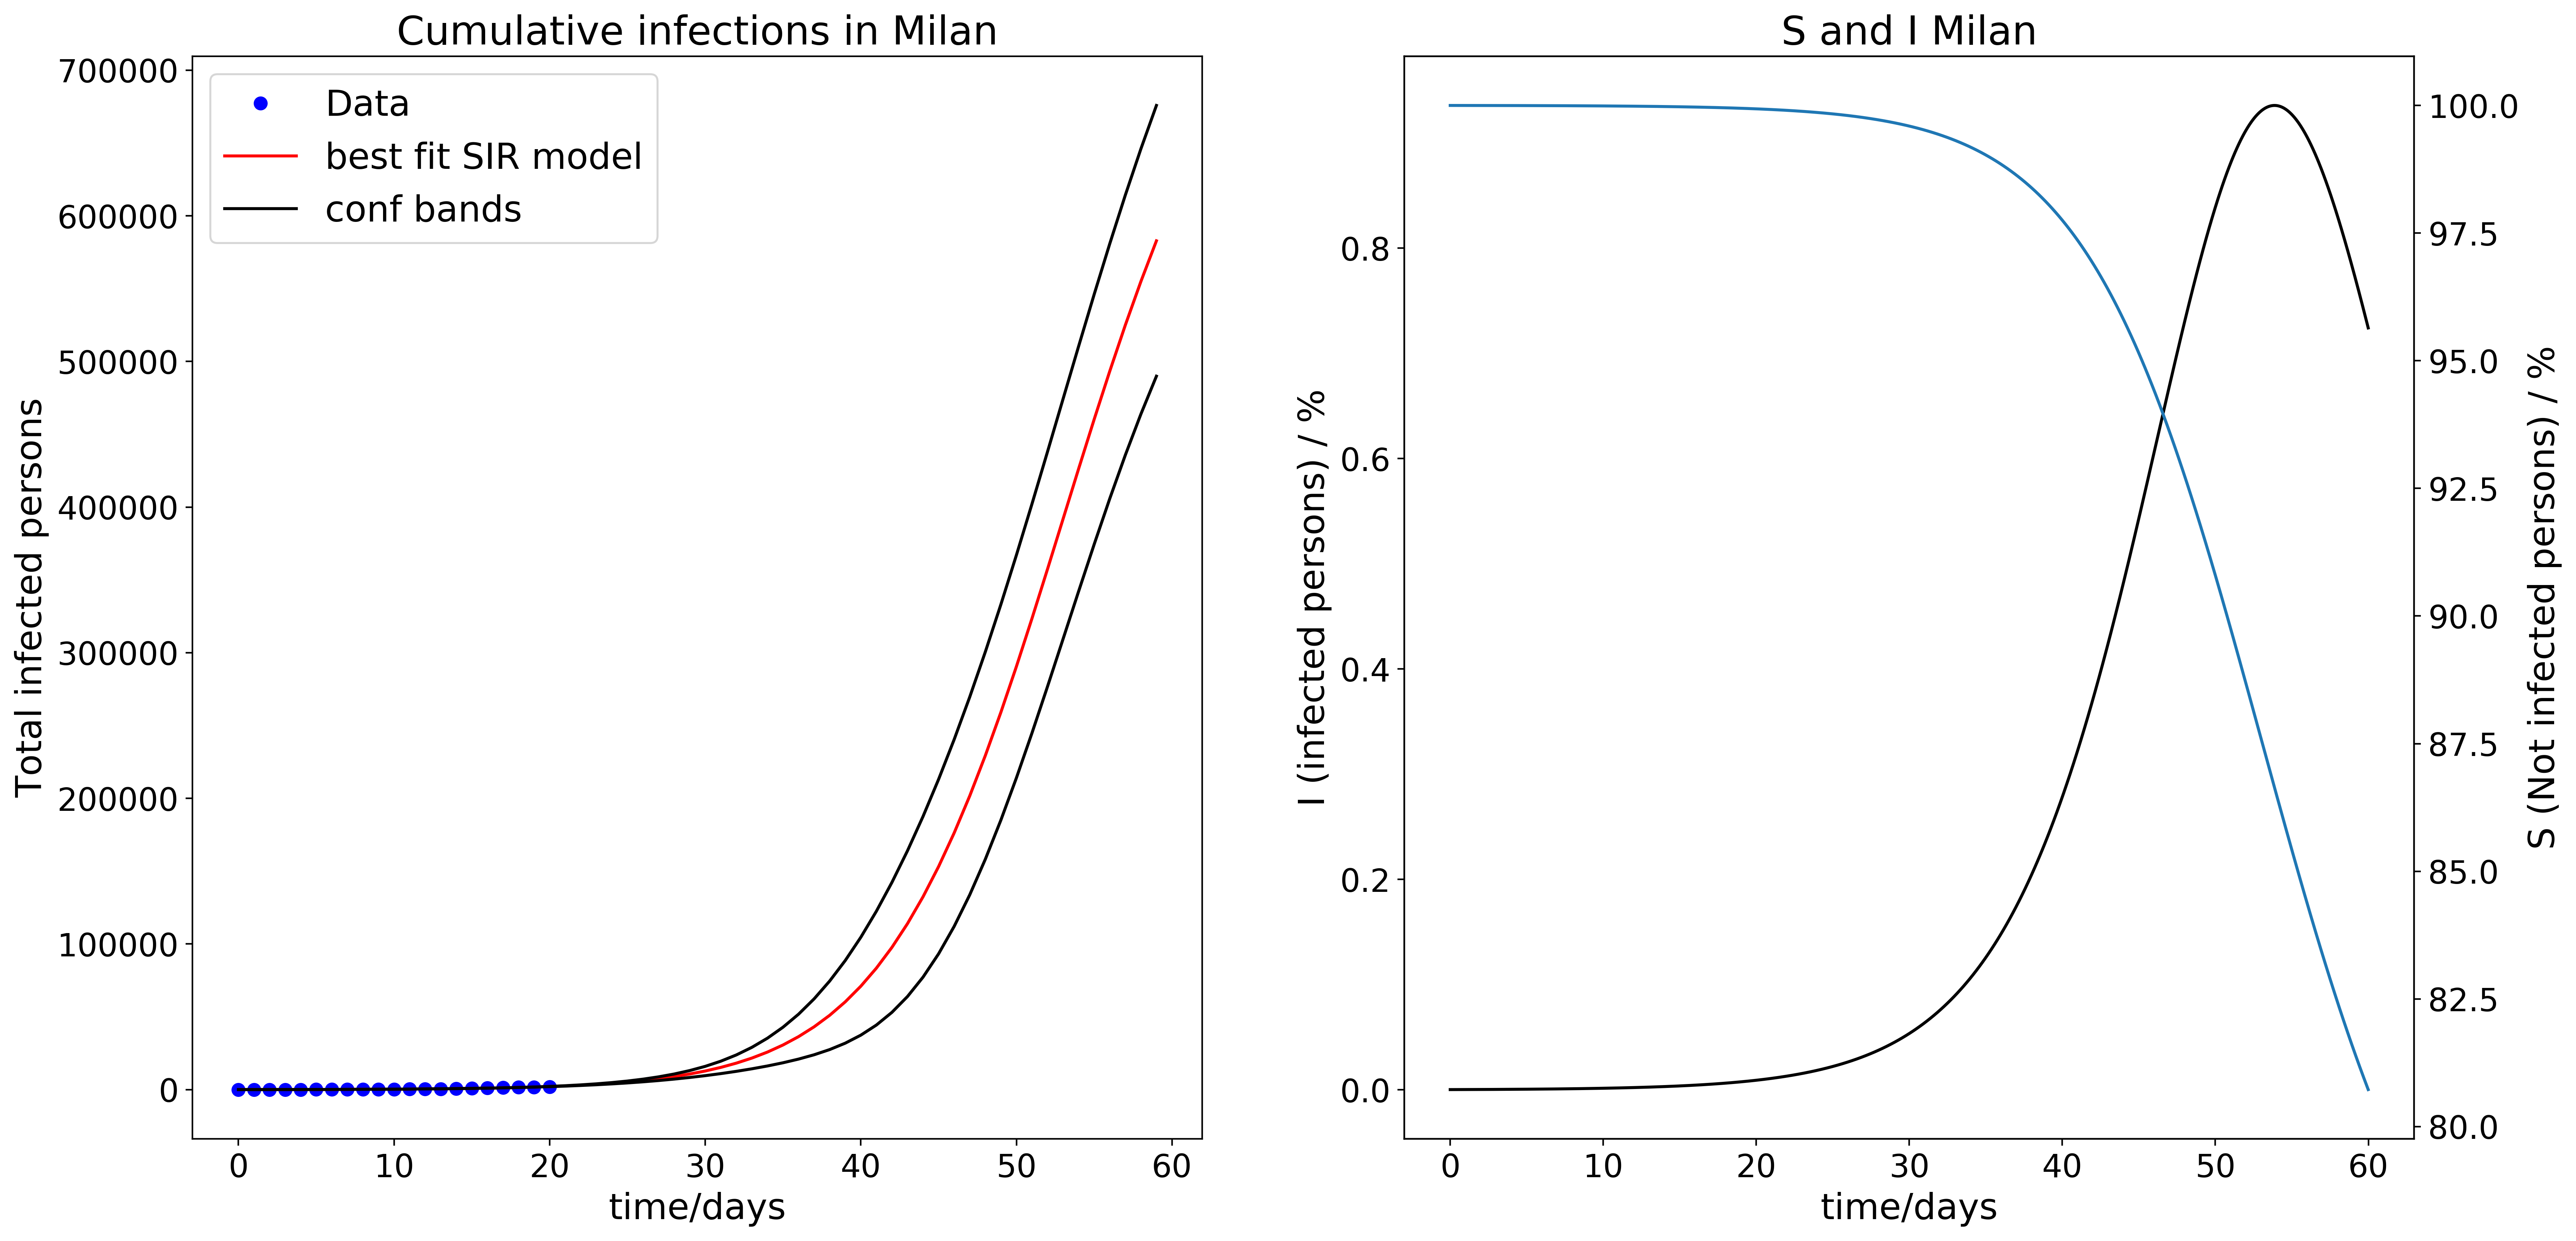 Cumulative infections in Milan
700000
600000
500000
400000
300000
200000
100000
0
Total infected persons
Data
best fit SIR model
conf bands
0 10 20 30 40 50 60
time/days
S and I Milan
0.8
0.6
0.4
0.2
0.0
I (infected persons) / %
100.0
97.5
95.0
92.5
90.0
87.5
85.0
82.5
80.0
S (Not infected persons) / %
0 10 20 30 40 50 60
time/days